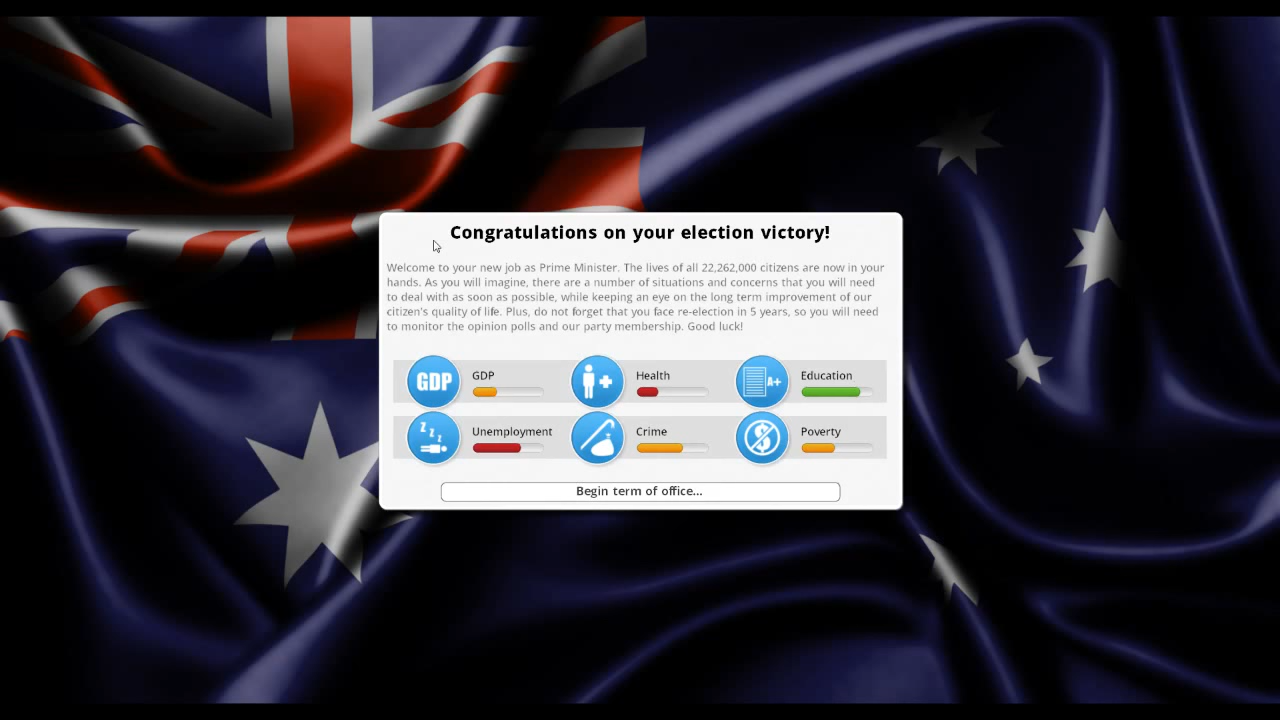 Congratulations on your election victory!
Welcome to your new job as Prime Minister. The lives of all 22,262,000 citizens are now in your
hands. As you will imagine, there are a number of situations and concerns that you will need
to deal with as soon as possible, while keeping an eye on the long term improvement of our
citizen's quality of life. Plus, do not forget that you face re-election in 5 years, so you will need
to monitor the opinion polls and our party membership. Good luck!
GDP GDP Health A+ Education
Z Z Z Unemployment Crime $ Poverty
Begin term of office...